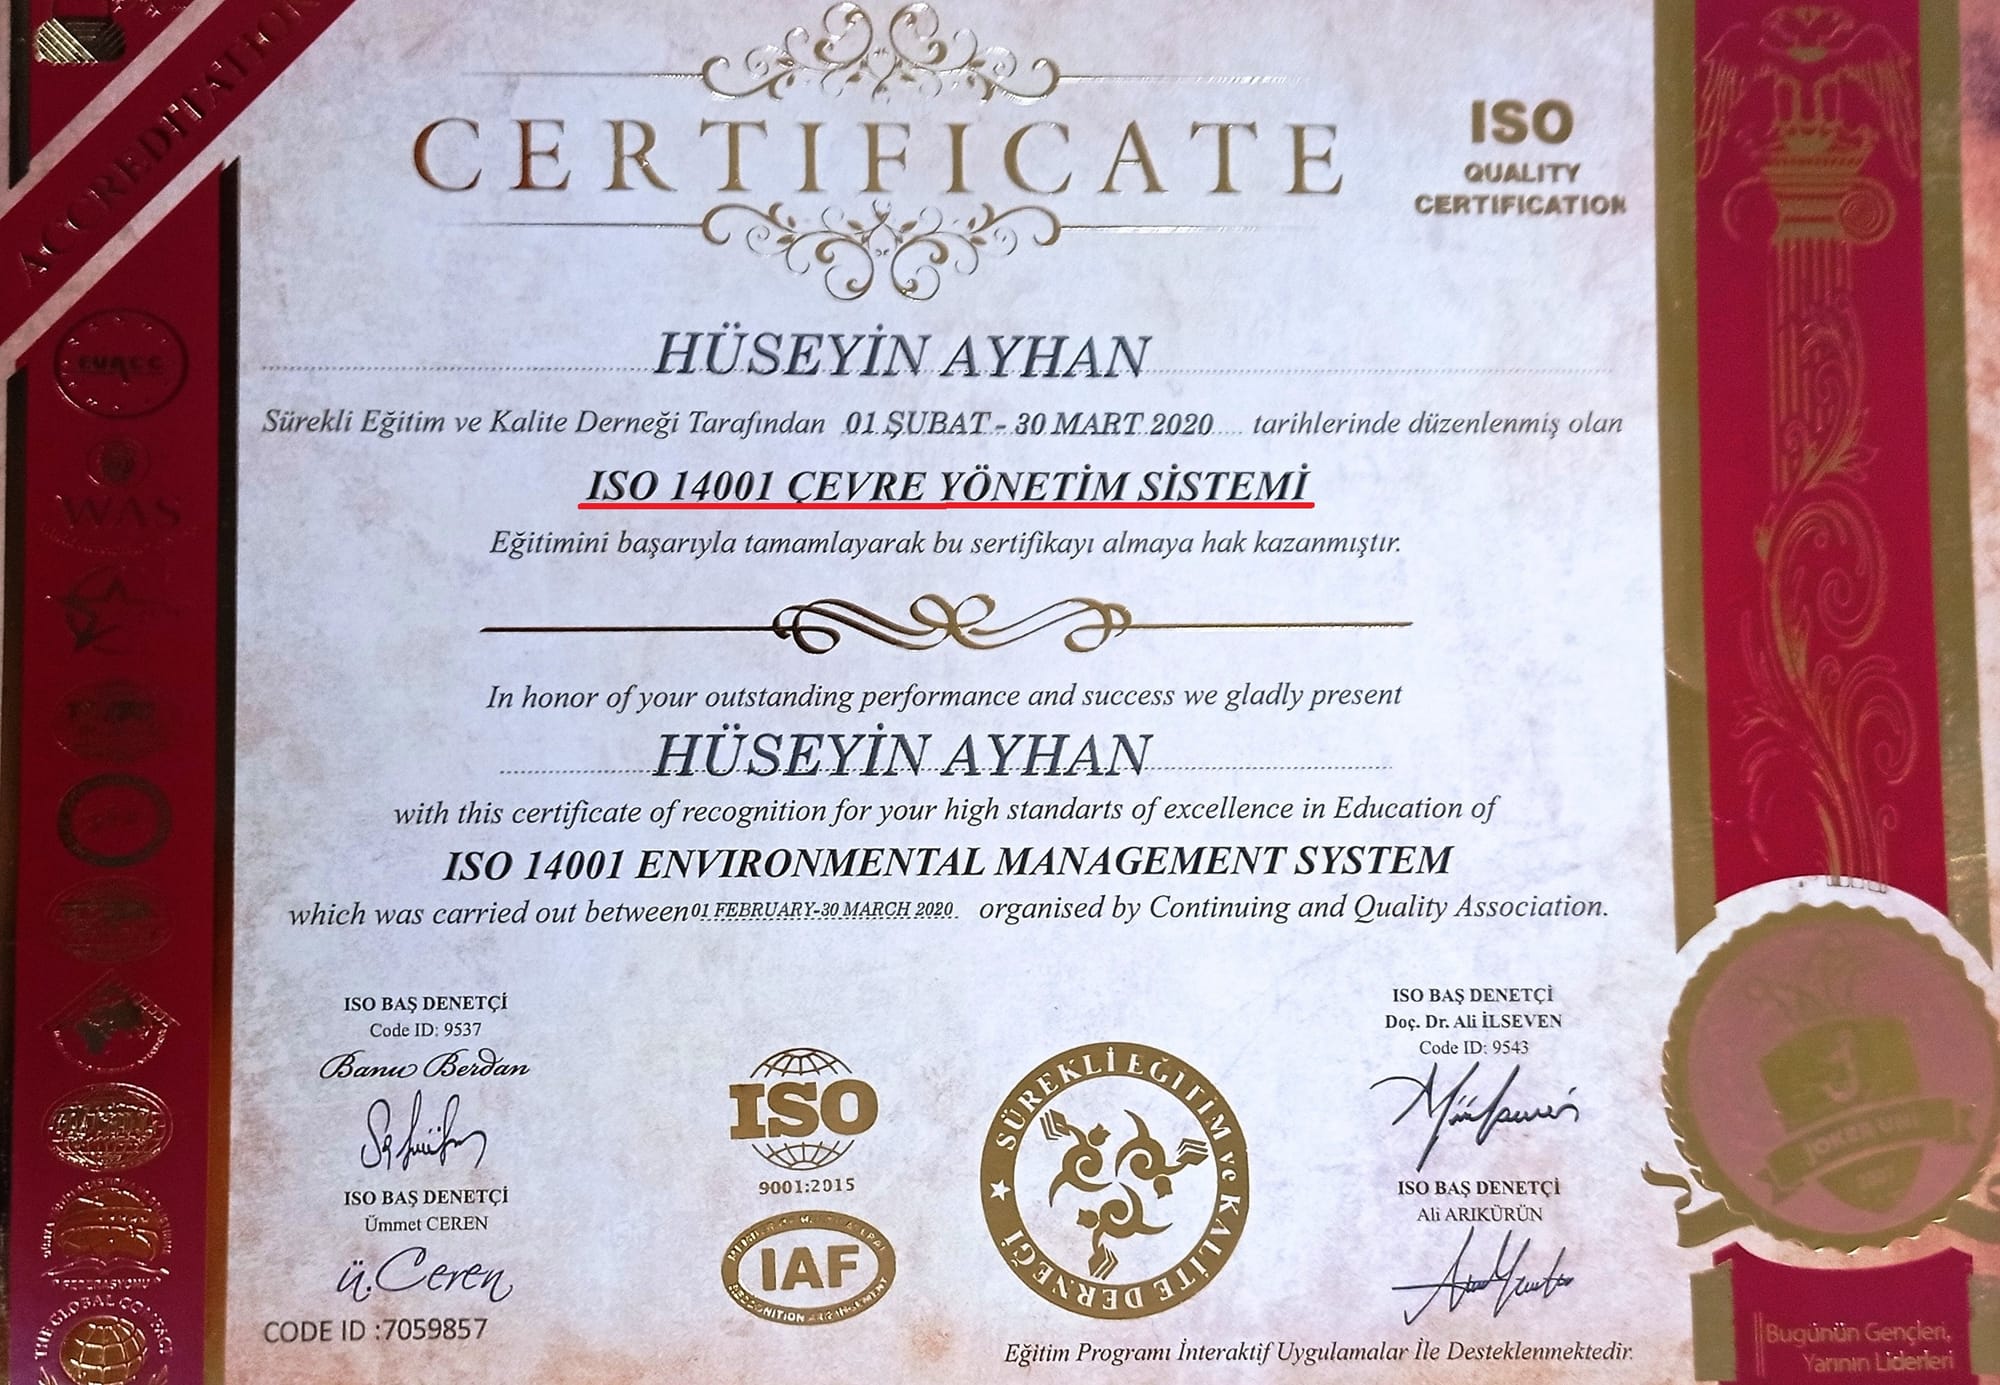 ACCREDITATION
CERTIFICATE
ISO
QUALITY
CERTIFICATION
HÜSEYİN AYHAN
Sürekli Eğitim ve Kalite Derneği Tarafından 01 ŞUBAT - 30 MART 2020 tarihlerinde düzenlenmiş olan
ISO 14001 ÇEVRE YÖNETİM SİSTEMİ
Eğitimini başarıyla tamamlayarak bu sertifikayı almaya hak kazanmıştır.
In honor of your outstanding performance and success we gladly present
HÜSEYİN AYHAN
with this certificate of recognition for your high standarts of excellence in Education of
ISO 14001 ENVIRONMENTAL MANAGEMENT SYSTEM
which was carried out between 01 FEBRUARY-30 MARCH 2020 organised by Continuing and Quality Association.
ISO BAŞ DENETÇİ
Code ID: 9537
Banu Berdan
ISO BAŞ DENETÇİ
Ümmet CEREN
ü.Ceren
CODE ID :7059857
ISO
9001:2015
IAF
SÜREKLİ EĞİTİM ve KALİTE DERNEĞİ
ISO BAŞ DENETÇİ
Doç. Dr. Ali İLSEVEN
Code ID: 9543
ISO BAŞ DENETÇİ
Ali ARIKÜRÜN
Eğitim Programı İnteraktif Uygulamalar İle Desteklenmektedir.
WAS
THE GLOBAL COMPACT
JOKER UNI
Bugünün Gençleri,
Yarının Liderleri